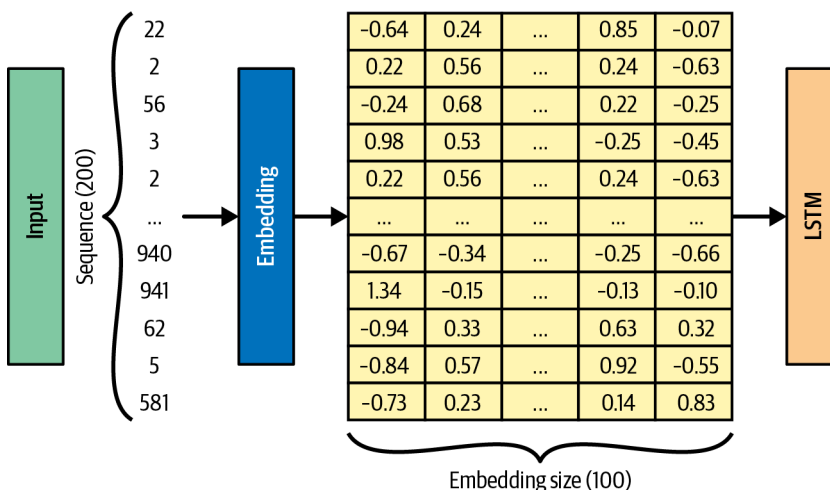 Input
Sequence (200)
22
2
56
3
2
...
940
941
62
5
581
Embedding
-0.64 0.24 ... 0.85 -0.07
0.22 0.56 ... 0.24 -0.63
-0.24 0.68 ... 0.22 -0.25
0.98 0.53 ... -0.25 -0.45
0.22 0.56 ... 0.24 -0.63
... ... ... ... ...
-0.67 -0.34 ... -0.25 -0.66
1.34 -0.15 ... -0.13 -0.10
-0.94 0.33 ... 0.63 0.32
-0.84 0.57 ... 0.92 -0.55
-0.73 0.23 ... 0.14 0.83
Embedding size (100)
LSTM